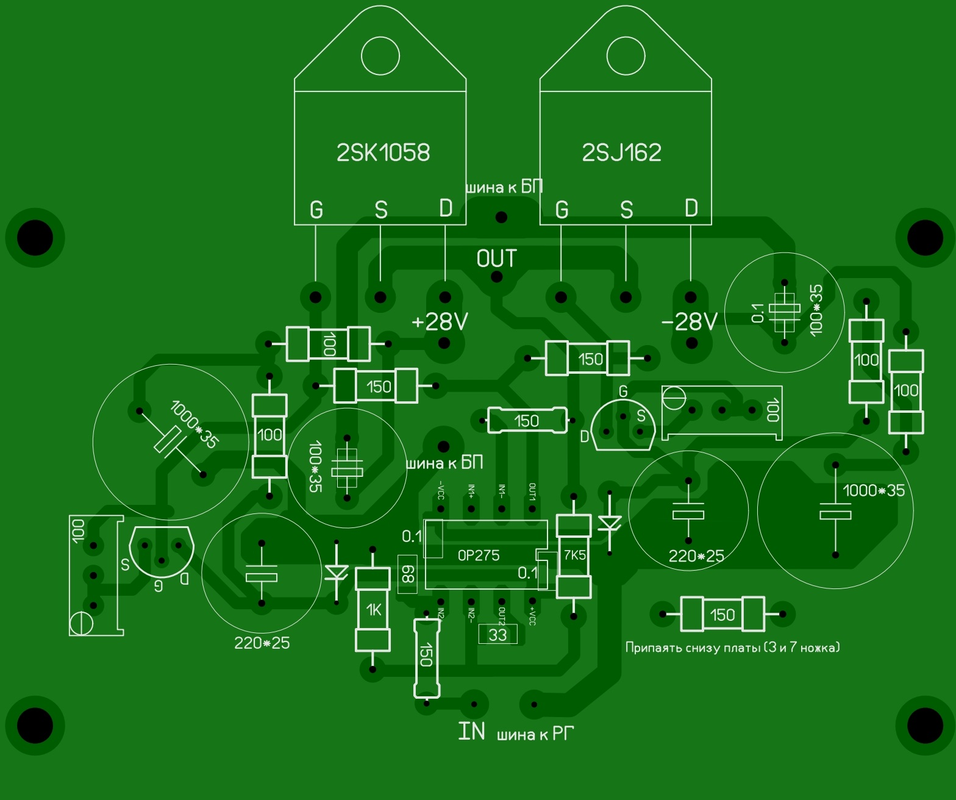 2SK1058
2SJ162
шина к БП
G
S
D
G
S
D
OUT
+28V
-28V
0.1
100*35
100
150
150
100
100
1000*35
100
150
G
S
D
100
100*35
шина к БП
1000*35
-VCC
IN1+
IN1-
OUT1
100
0.1
OP275
0.1
7K5
220*25
S
G
D
68
1K
IN2+
IN2-
OUT2
+VCC
33
150
150
220*25
Припаять снизу платы (3 и 7 ножка)
IN шина к РГ